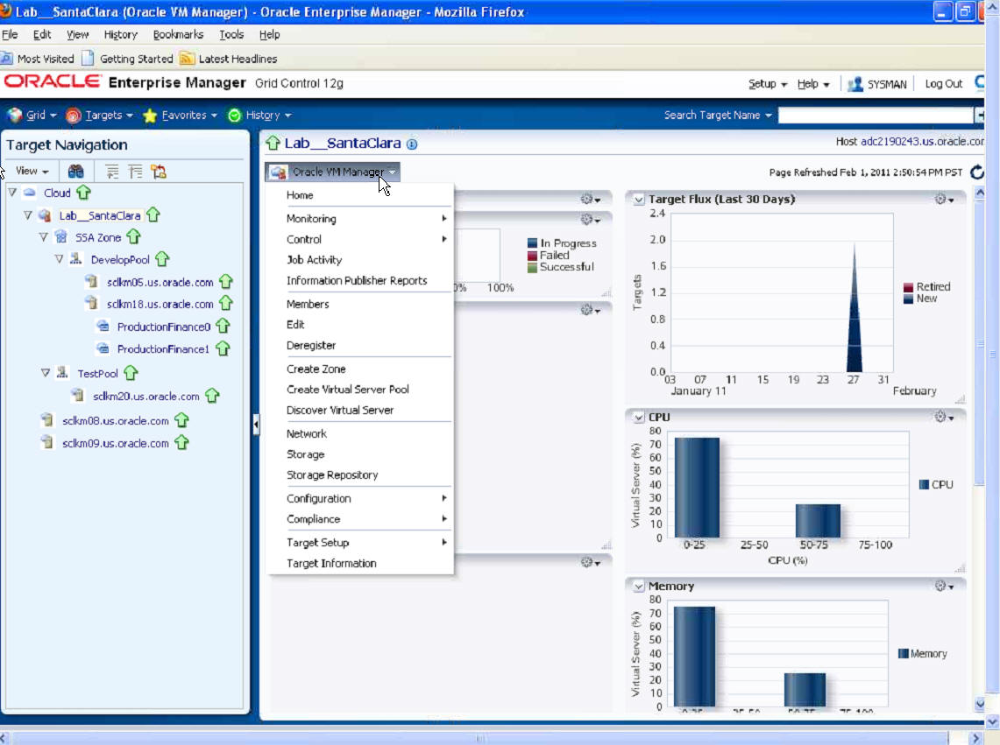 Lab__SantaClara (Oracle VM Manager) - Oracle Enterprise Manager - Mozilla Firefox
File Edit View History Bookmarks Tools Help
Most Visited Getting Started Latest Headlines
ORACLE Enterprise Manager Grid Control 12g
Setup Help SYSMAN Log Out
Grid Targets Favorites History
Search Target Name
Target Navigation
View
Cloud
Lab__SantaClara
SSA Zone
DevelopPool
sclkm05.us.oracle.com
sclkm18.us.oracle.com
ProductionFinance0
ProductionFinance1
TestPool
sclkm20.us.oracle.com
sclkm08.us.oracle.com
sclkm09.us.oracle.com
Lab__SantaClara
Host adc2190243.us.oracle.cor
Oracle VM Manager
Page Refreshed Feb 1, 2011 2:50:54 PM PST
Home
Monitoring
Control
Job Activity
Information Publisher Reports
Members
Edit
Deregister
Create Zone
Create Virtual Server Pool
Discover Virtual Server
Network
Storage
Storage Repository
Configuration
Compliance
Target Setup
Target Information
In Progress
Failed
Successful
0% 100%
Target Flux (Last 30 Days)
2.4
2.0
1.6
1.2
0.8
0.4
0.0
Targets
03 07 11 15 19 23 27 31
January 11 February
Retired
New
CPU
80
70
60
50
40
30
20
10
0
Virtual Server (%)
0-25 25-50 50-75 75-100
CPU (%)
CPU
Memory
80
70
60
50
40
30
20
10
0
Virtual Server (%)
Memory